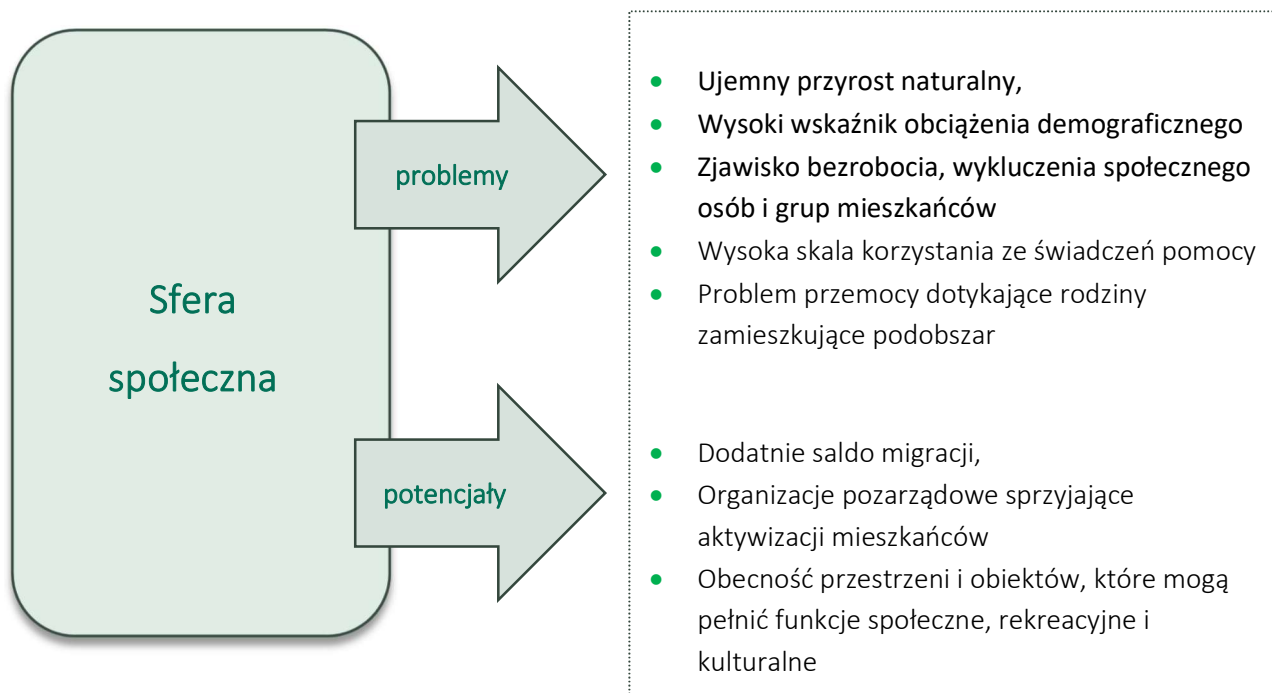 Sfera
społeczna
problemy
• Ujemny przyrost naturalny,
• Wysoki wskaźnik obciążenia demograficznego
• Zjawisko bezrobocia, wykluczenia społecznego
osób i grup mieszkańców
• Wysoka skala korzystania ze świadczeń pomocy
• Problem przemocy dotykające rodziny
zamieszkujące podobszar
potencjały
• Dodatnie saldo migracji,
• Organizacje pozarządowe sprzyjające
aktywizacji mieszkańców
• Obecność przestrzeni i obiektów, które mogą
pełnić funkcje społeczne, rekreacyjne i
kulturalne